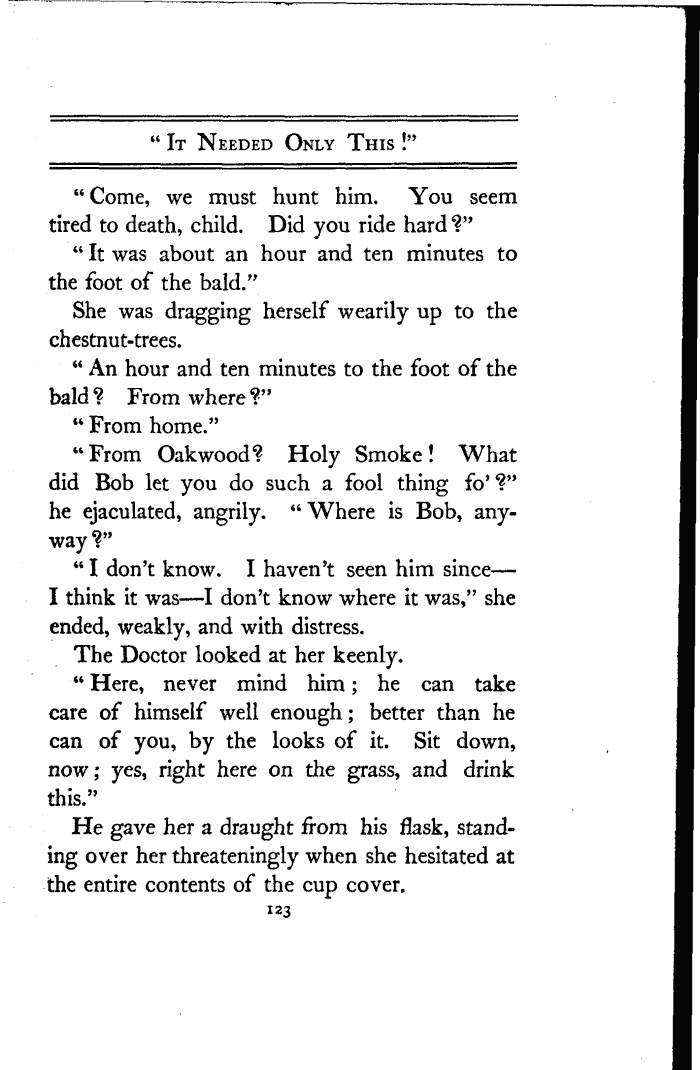 “ It Needed Only This !”
“ Come, we must hunt him. You seem
tired to death, child. Did you ride hard ?”
“ It was about an hour and ten minutes to
the foot of the bald.”
She was dragging herself wearily up to the
chestnut-trees.
“ An hour and ten minutes to the foot of the
bald ? From where ?”
“ From home.”
“ From Oakwood? Holy Smoke ! What
did Bob let you do such a fool thing fo’ ?”
he ejaculated, angrily. “ Where is Bob, any-
way ?”
“ I don’t know. I haven’t seen him since—
I think it was—I don’t know where it was,” she
ended, weakly, and with distress.
The Doctor looked at her keenly.
“ Here, never mind him ; he can take
care of himself well enough ; better than he
can of you, by the looks of it. Sit down,
now ; yes, right here on the grass, and drink
this.”
He gave her a draught from his flask, stand-
ing over her threateningly when she hesitated at
the entire contents of the cup cover.
123